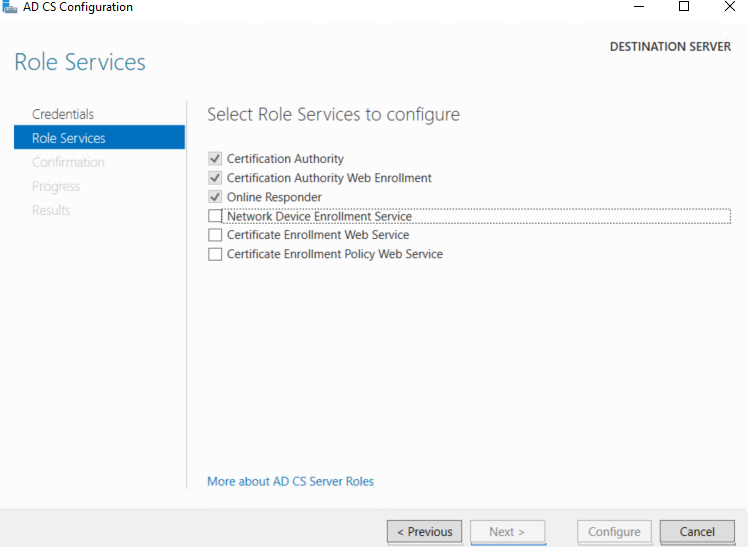 AD CS Configuration
DESTINATION SERVER
Role Services
Credentials
Role Services
Confirmation
Progress
Results
Select Role Services to configure
Certification Authority
Certification Authority Web Enrollment
Online Responder
Network Device Enrollment Service
Certificate Enrollment Web Service
Certificate Enrollment Policy Web Service
More about AD CS Server Roles
< Previous
Next >
Configure
Cancel